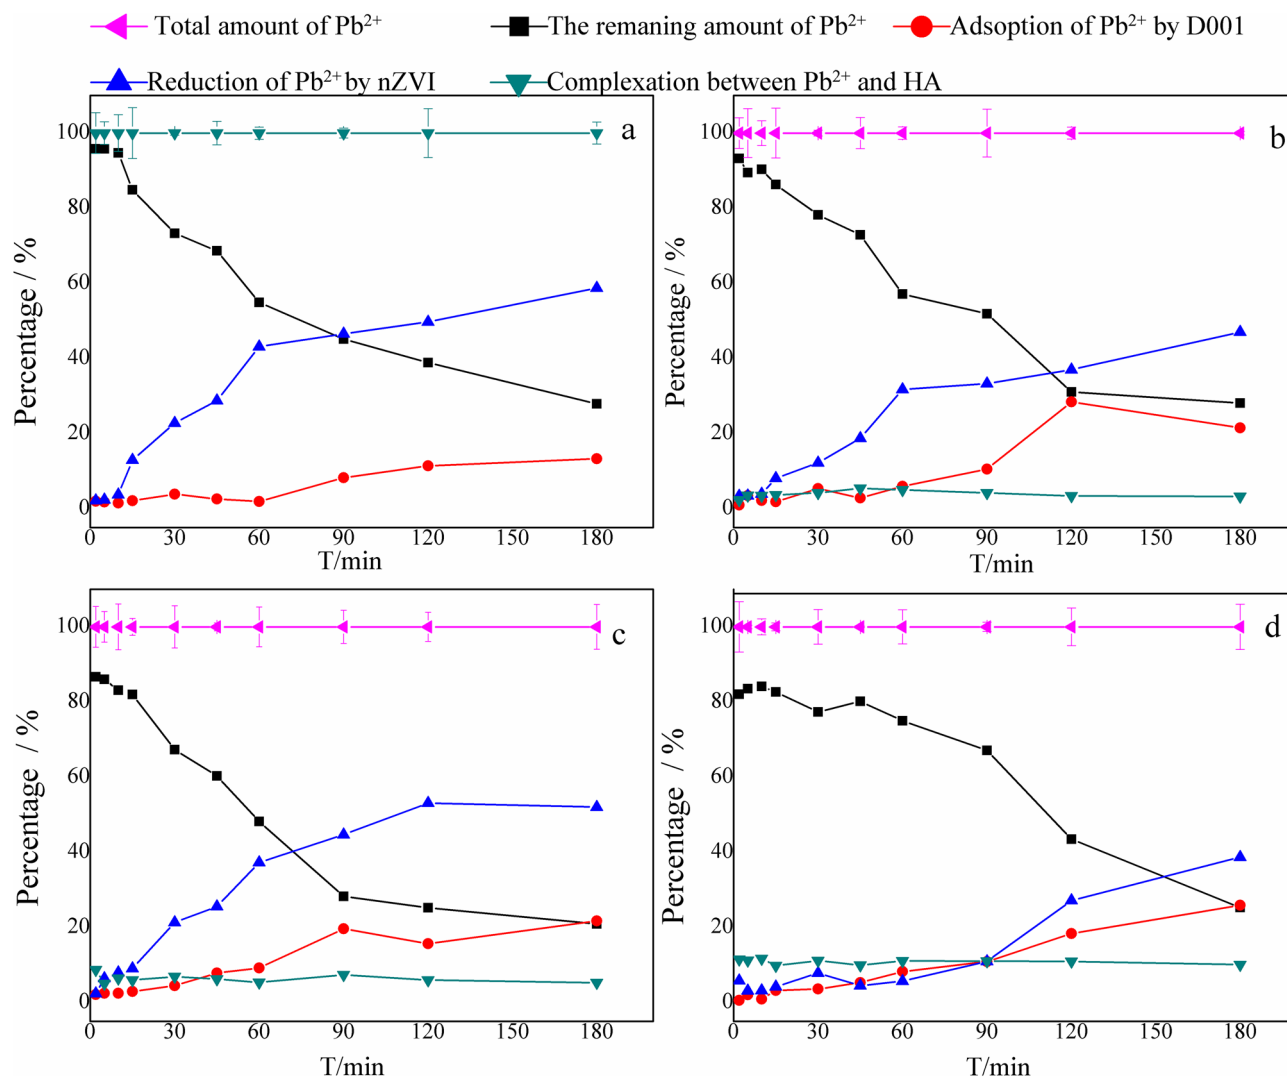 Total amount of Pb²⁺ The remaning amount of Pb²⁺ Adsoption of Pb²⁺ by D001
Reduction of Pb²⁺ by nZVI Complexation between Pb²⁺ and HA
a
100
80
60
40
20
0
Percentage / %
0 30 60 90 120 150 180
T/min
b
100
80
60
40
20
0
Percentage / %
0 30 60 90 120 150 180
T/min
c
100
80
60
40
20
0
Percentage / %
0 30 60 90 120 150 180
T/min
d
100
80
60
40
20
0
Percentage / %
0 30 60 90 120 150 180
T/min